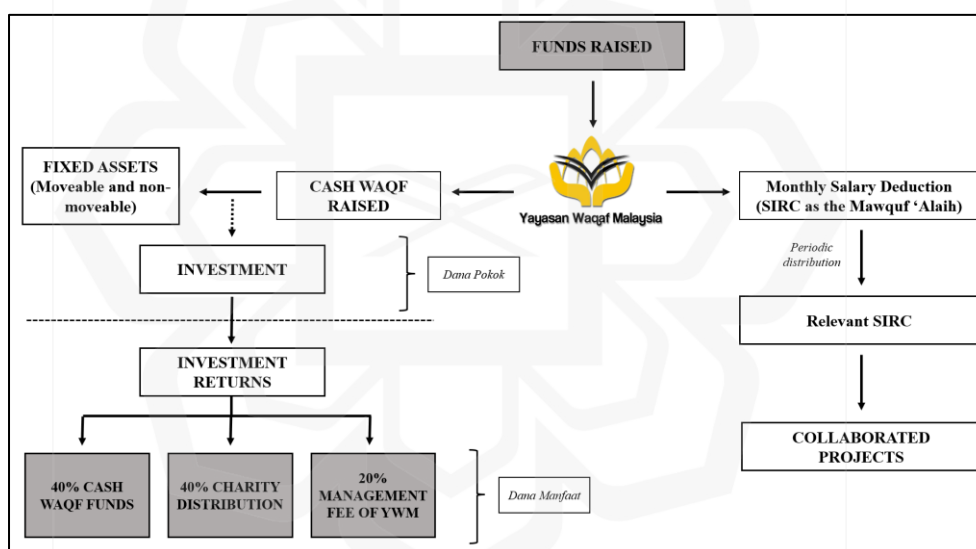 FUNDS RAISED
Yayasan Waqaf Malaysia
FIXED ASSETS
(Moveable and non-
moveable)
CASH WAQF
RAISED
Monthly Salary Deduction
(SIRC as the Mawquf ‘Alaih)
INVESTMENT
Dana Pokok
Periodic
distribution
Relevant SIRC
INVESTMENT
RETURNS
COLLABORATED
PROJECTS
40% CASH
WAQF FUNDS
40% CHARITY
DISTRIBUTION
20%
MANAGEMENT
FEE OF YWM
Dana Manfaat